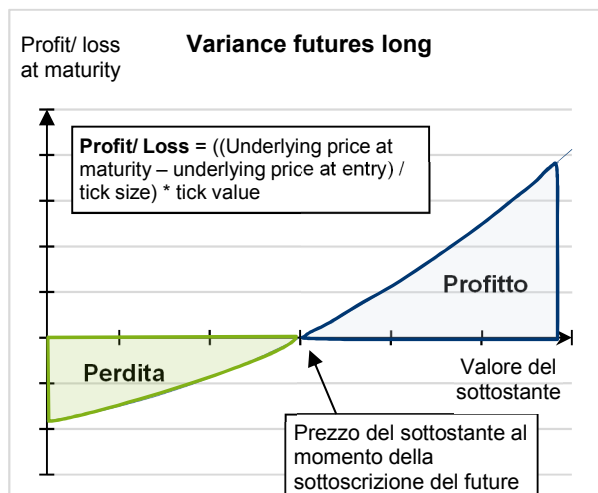 Profit/ loss
at maturity
Variance futures long
Profit/ Loss = ((Underlying price at
maturity – underlying price at entry) /
tick size) * tick value
Profitto
Perdita
Valore del
sottostante
Prezzo del sottostante al
momento della
sottoscrizione del future